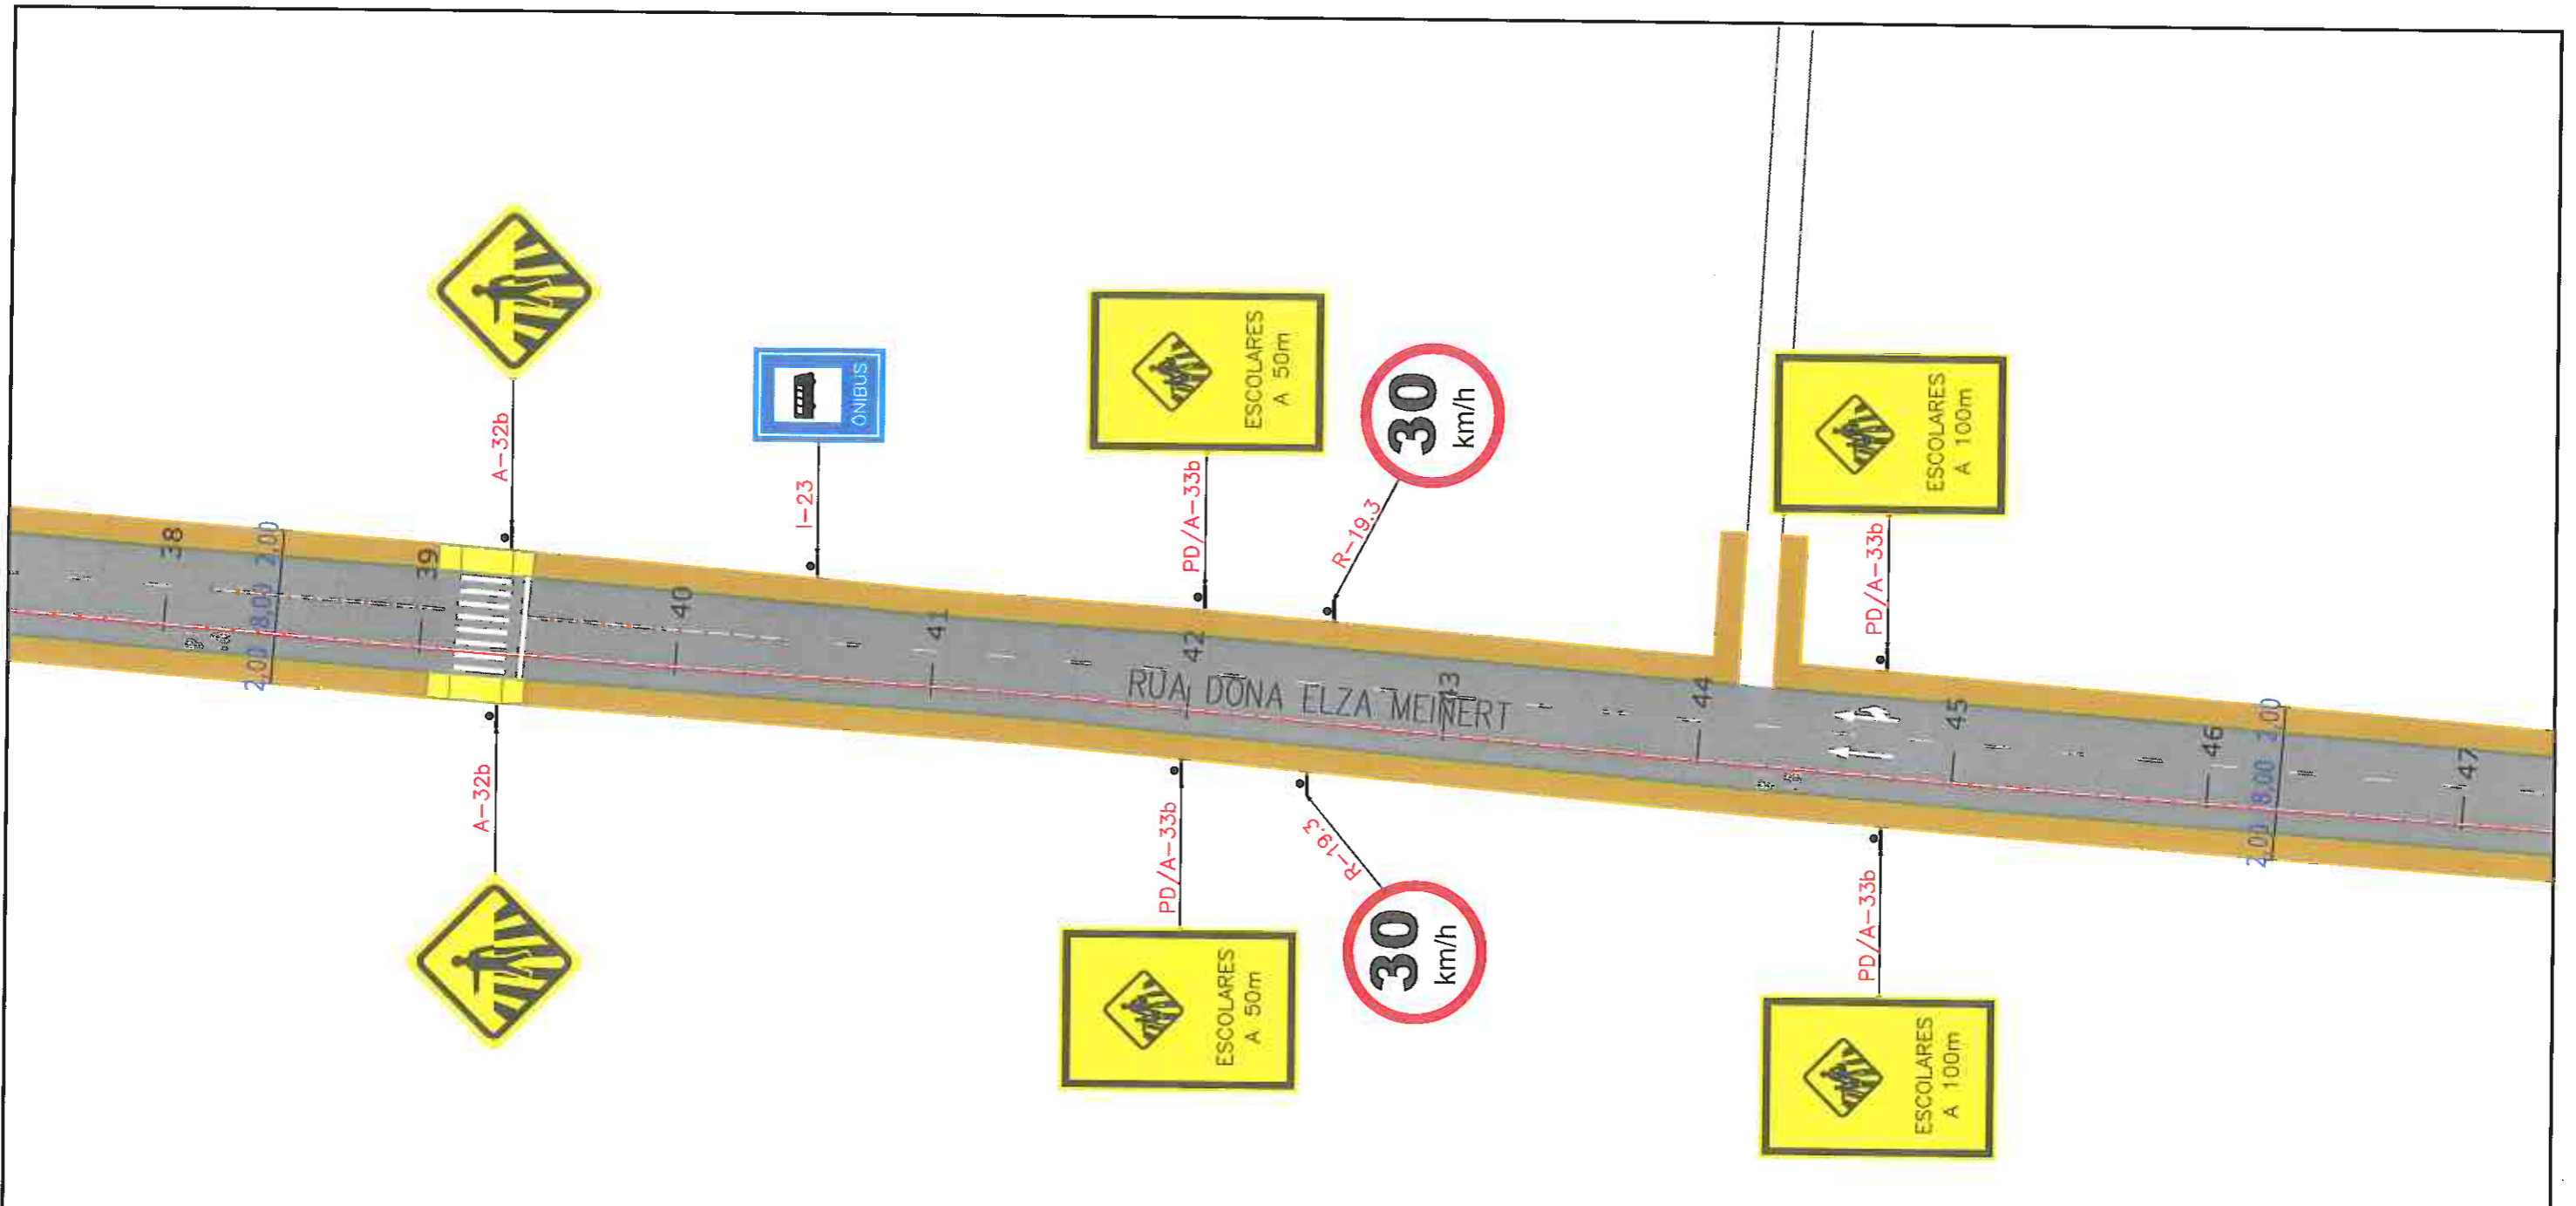 A-32b
I-23
ÔNIBUS
PD/A-33b
ESCOLARES
A 50m
R-19.3
30
km/h
PD/A-33b
ESCOLARES
A 100m
38
2,00
8,00
2,00
39
40
41
42
43
44
45
46
2,00
8,00
2,00
47
RUA DONA ELZA MEINERT
A-32b
PD/A-33b
ESCOLARES
A 50m
R-19.3
30
km/h
PD/A-33b
ESCOLARES
A 100m